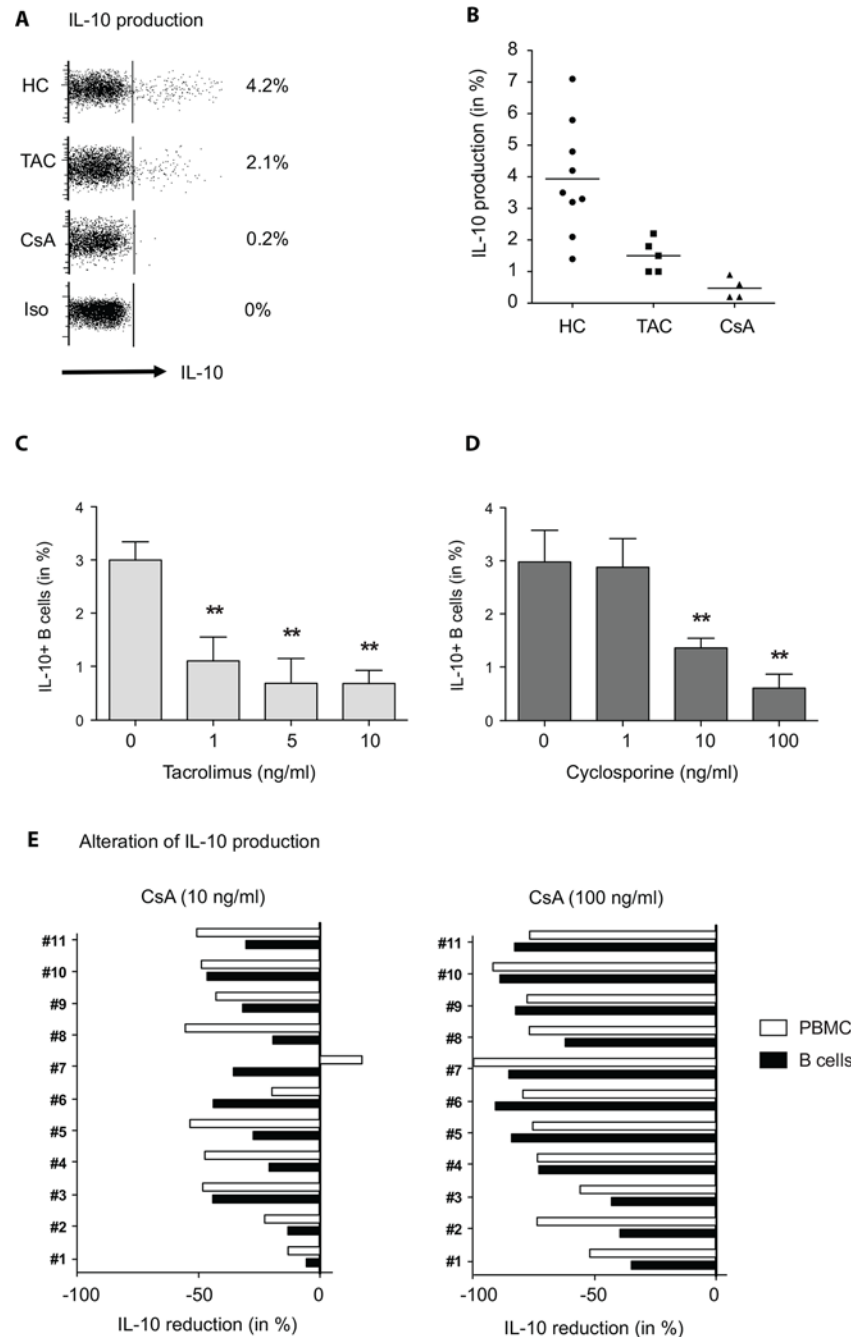 A IL-10 production
HC 4.2%
TAC 2.1%
CsA 0.2%
Iso 0%
IL-10
B
IL-10 production (in %)
8
7
6
5
4
3
2
1
0
HC TAC CsA
C
IL-10+ B cells (in %)
4
3
2
1
0
** ** **
0 1 5 10
Tacrolimus (ng/ml)
D
IL-10+ B cells (in %)
4
3
2
1
0
** **
0 1 10 100
Cyclosporine (ng/ml)
E Alteration of IL-10 production
CsA (10 ng/ml)
#11
#10
#9
#8
#7
#6
#5
#4
#3
#2
#1
-100 -50 0
IL-10 reduction (in %)
CsA (100 ng/ml)
#11
#10
#9
#8
#7
#6
#5
#4
#3
#2
#1
-100 -50 0
IL-10 reduction (in %)
PBMC
B cells